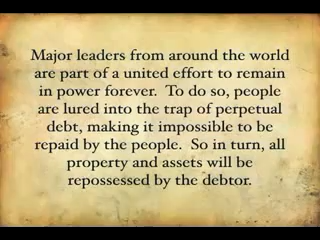 Major leaders from around the world
are part of a united effort to remain
in power forever.  To do so, people
are lured into the trap of perpetual
debt, making it impossible to be
repaid by the people.  So in turn, all
property and assets will be
repossessed by the debtor.